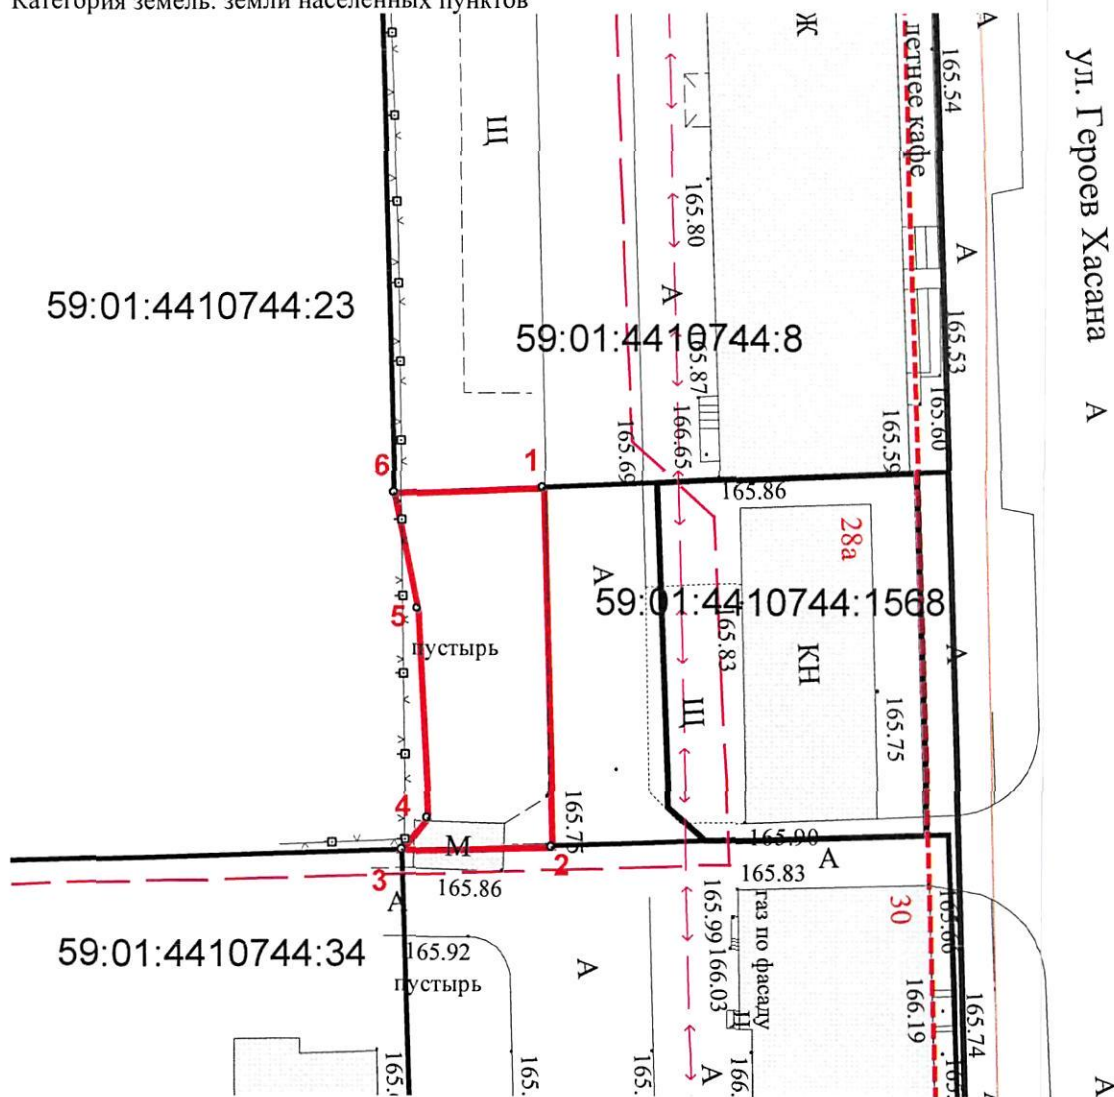 Категория земель: земли населенных пунктов
ул. Героев Хасана
А
А
А
летнее кафе
165.54
Ж
Щ
165.80
А
А
165.53
59:01:4410744:23
59:01:4410744:8
165.87
166.65
165.69
165.60
165.59
6
1
165.86
28а
А
59:01:4410744:1568
5
пустырь
165.83
КН
А
Щ
165.75
4
165.75
М
2
165.90
А
3
165.86
165.83
А
30
59:01:4410744:34
165.92
пустырь
А
165.99
166.03
газ по фасаду
Н
166.19
165.74
165.
165.
166.
А
А